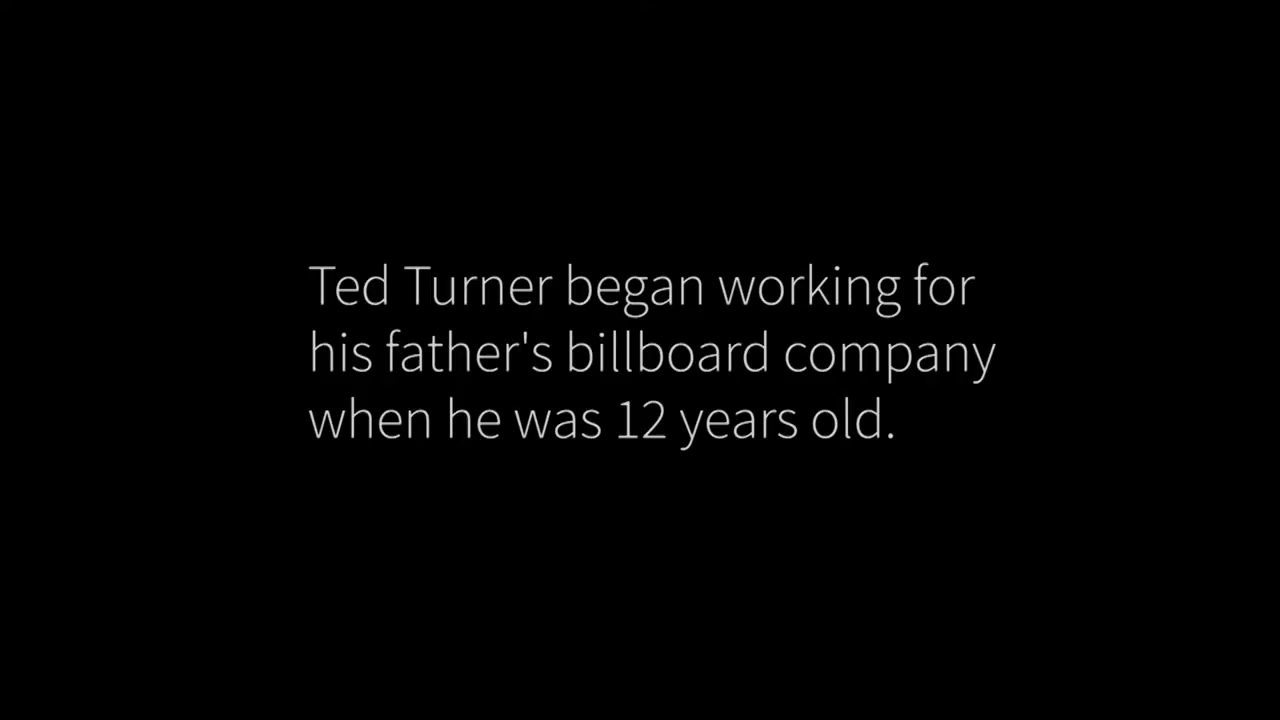 Ted Turner began working for
his father's billboard company
when he was 12 years old.